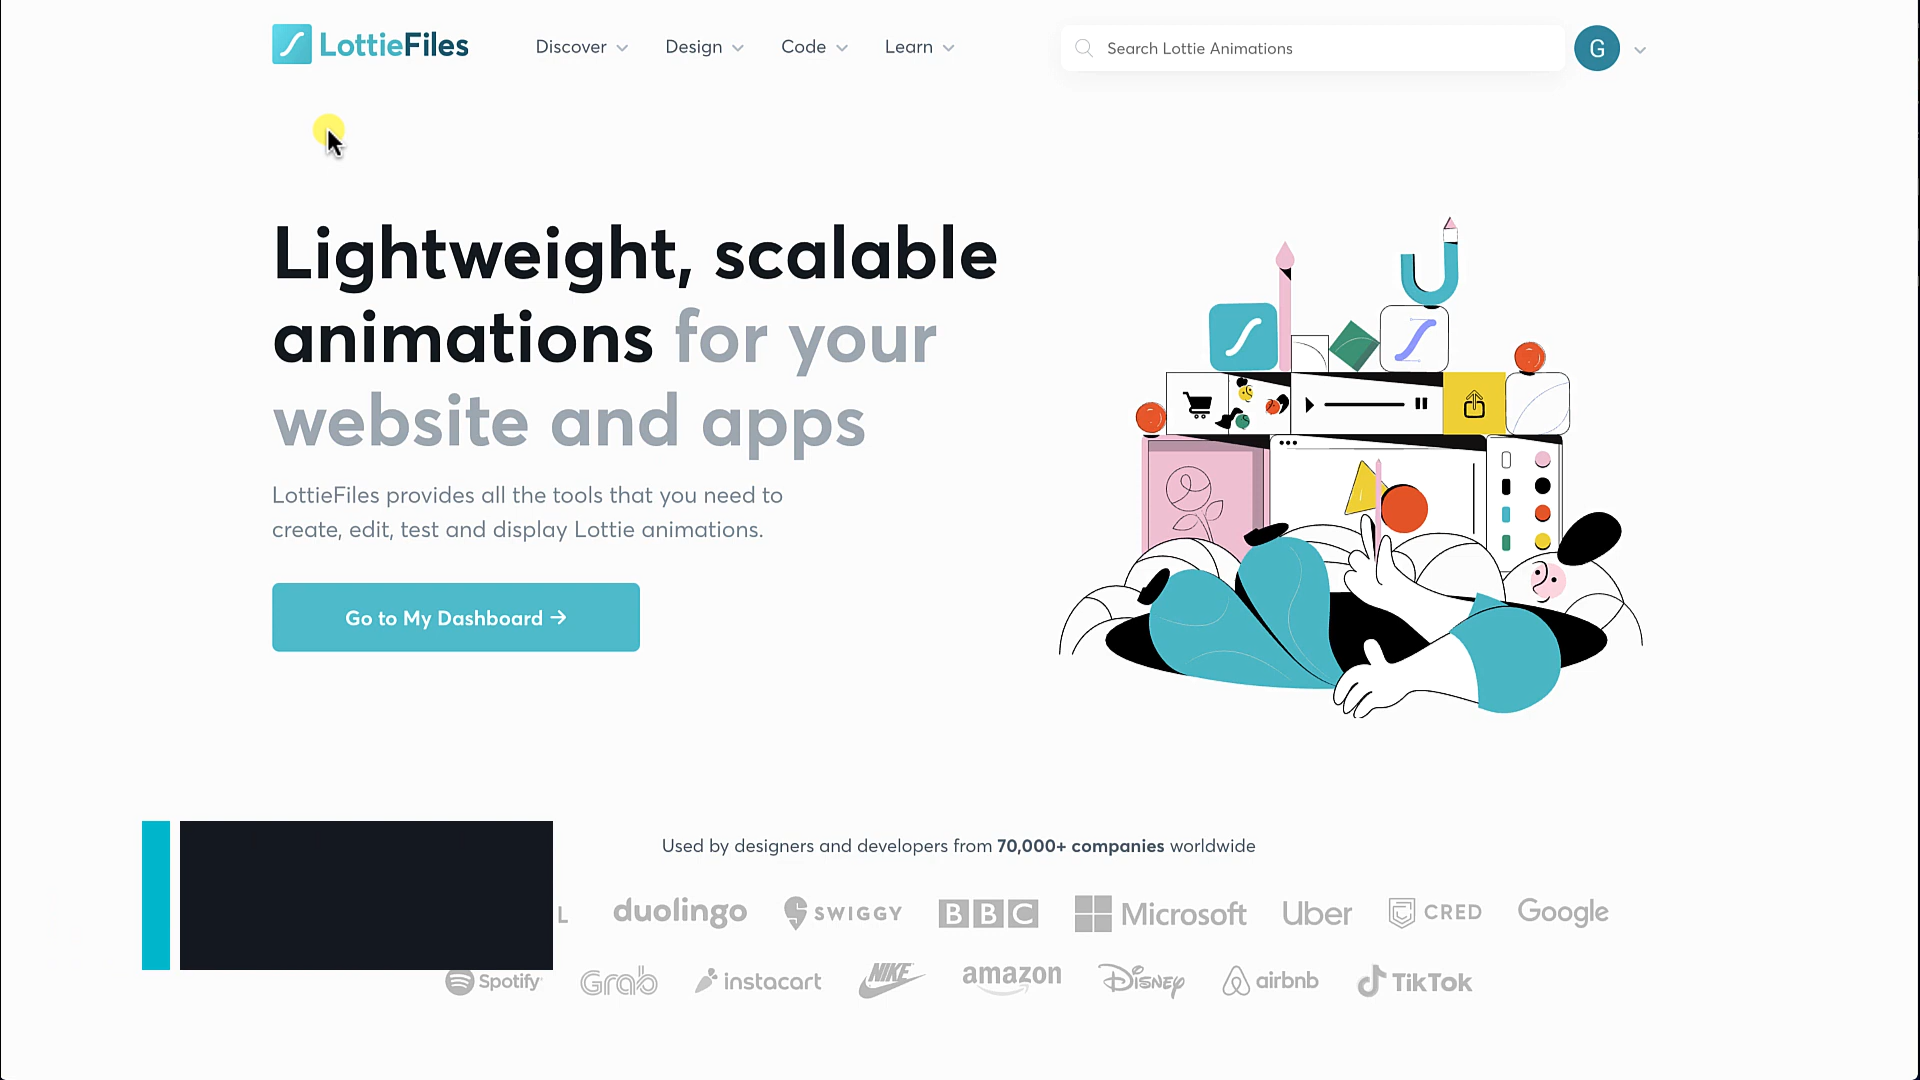 LottieFiles
Discover
Design
Code
Learn
Search Lottie Animations
G
Lightweight, scalable
animations for your
website and apps
LottieFiles provides all the tools that you need to
create, edit, test and display Lottie animations.
Go to My Dashboard →
Used by designers and developers from 70,000+ companies worldwide
L duolingo SWIGGY BBC Microsoft Uber CRED Google
Spotify Grab instacart NIKE amazon Disney airbnb TikTok